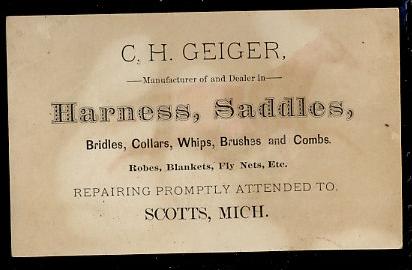 C. H. GEIGER,
—Manufacturer of and Dealer in—
Harness, Saddles,
Bridles, Collars, Whips, Brushes and Combs.
Robes, Blankets, Fly Nets, Etc.
REPAIRING PROMPTLY ATTENDED TO.
SCOTTS, MICH.